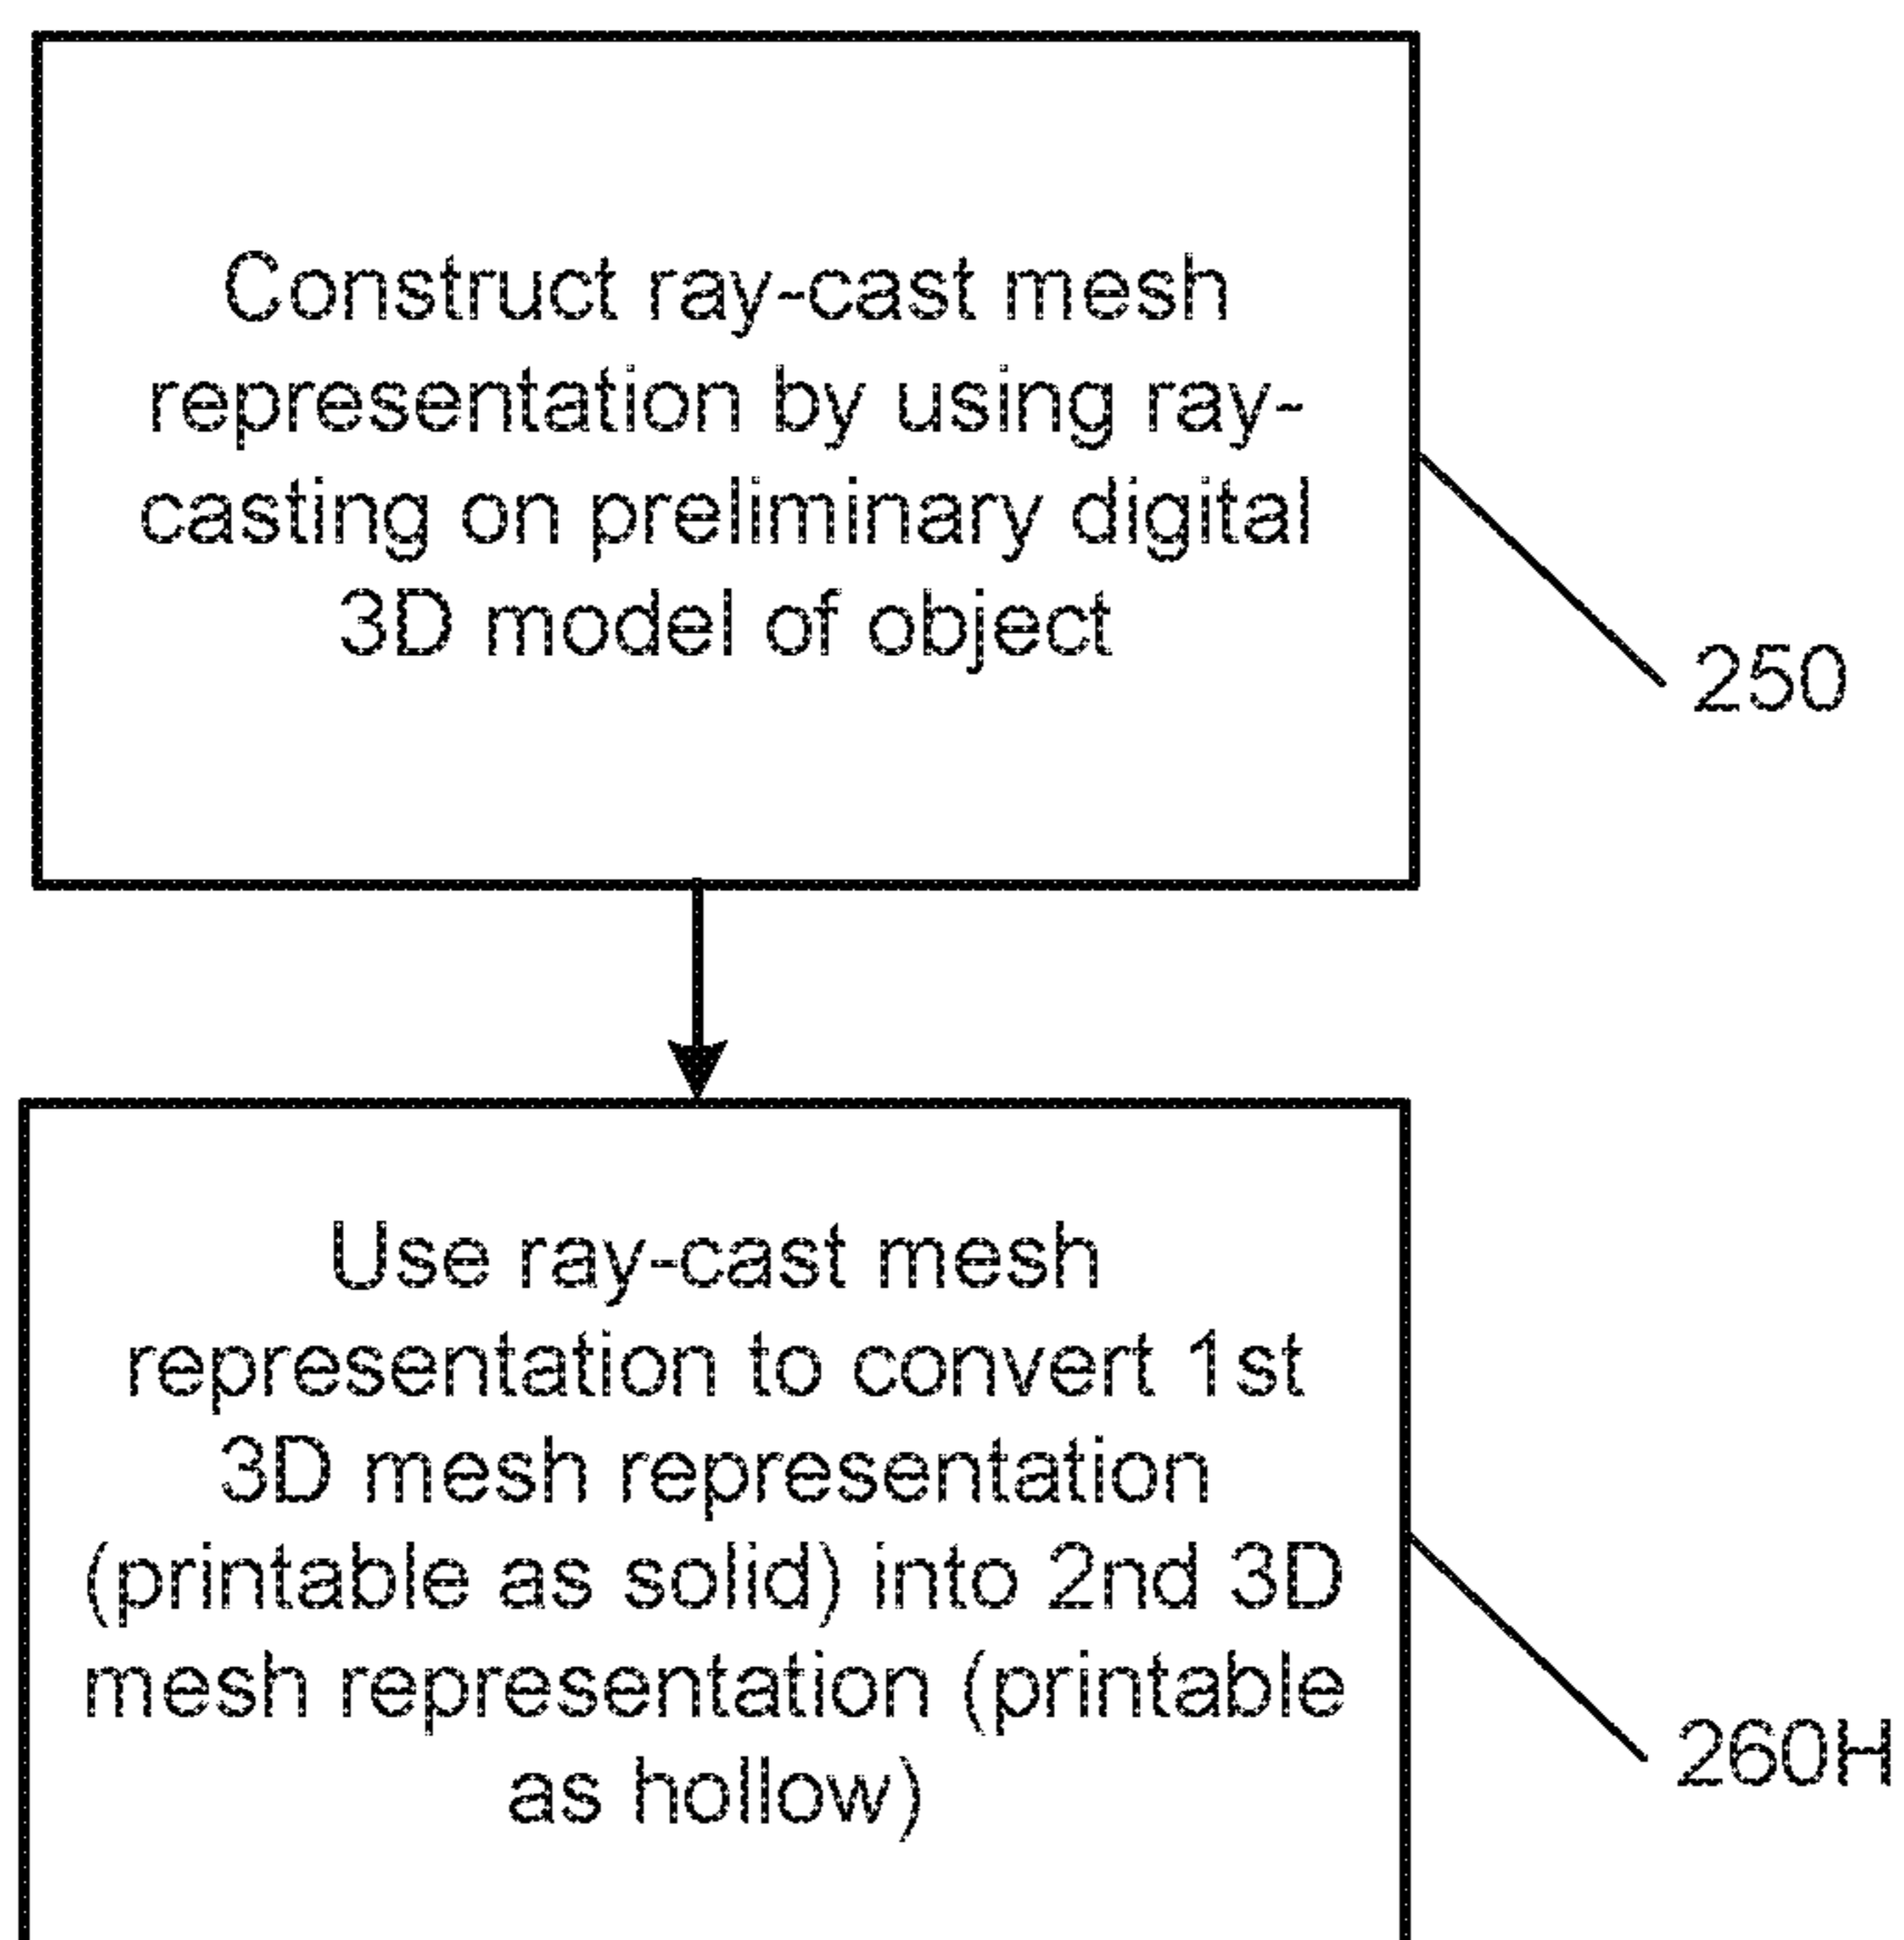 Construct ray-cast mesh
representation by using ray-
casting on preliminary digital
3D model of object
250
Use ray-cast mesh
representation to convert 1st
3D mesh representation
(printable as solid) into 2nd 3D
mesh representation (printable
as hollow)
260H